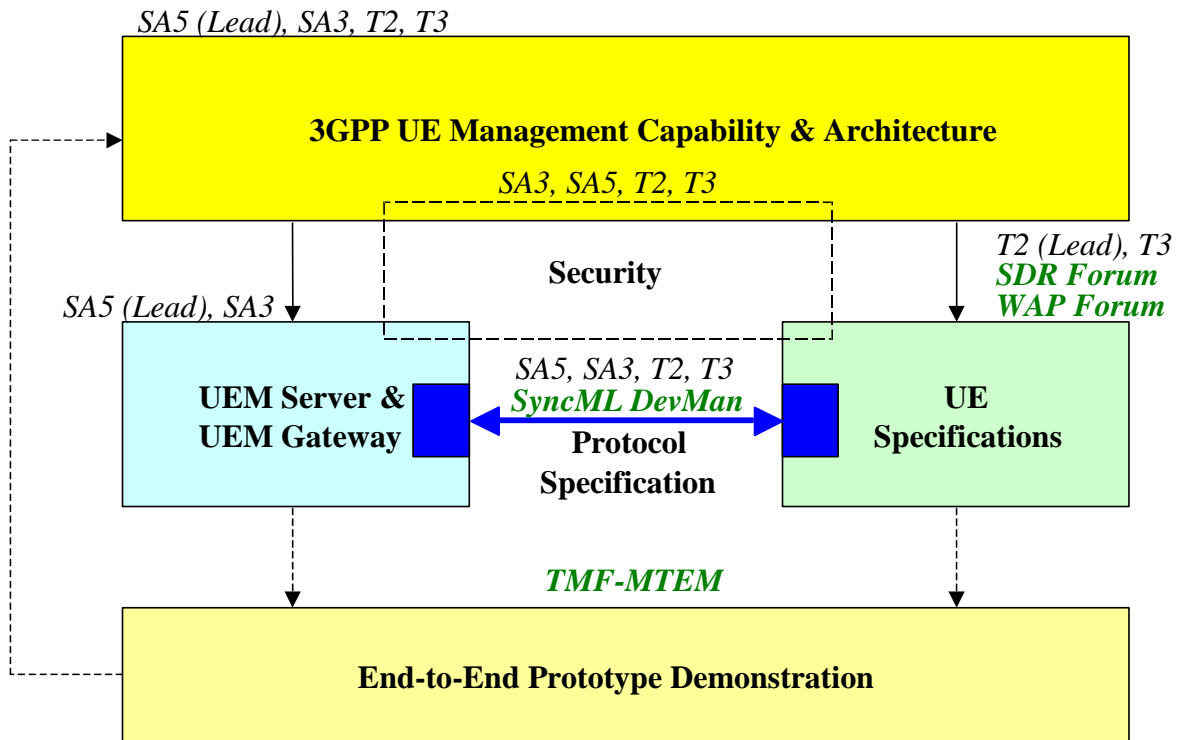 SA5 (Lead), SA3, T2, T3
3GPP UE Management Capability & Architecture
SA3, SA5, T2, T3
Security
T2 (Lead), T3
SDR Forum
WAP Forum
SA5 (Lead), SA3
UEM Server &
UEM Gateway
SA5, SA3, T2, T3
SyncML DevMan
Protocol
Specification
UE
Specifications
TMF-MTEM
End-to-End Prototype Demonstration